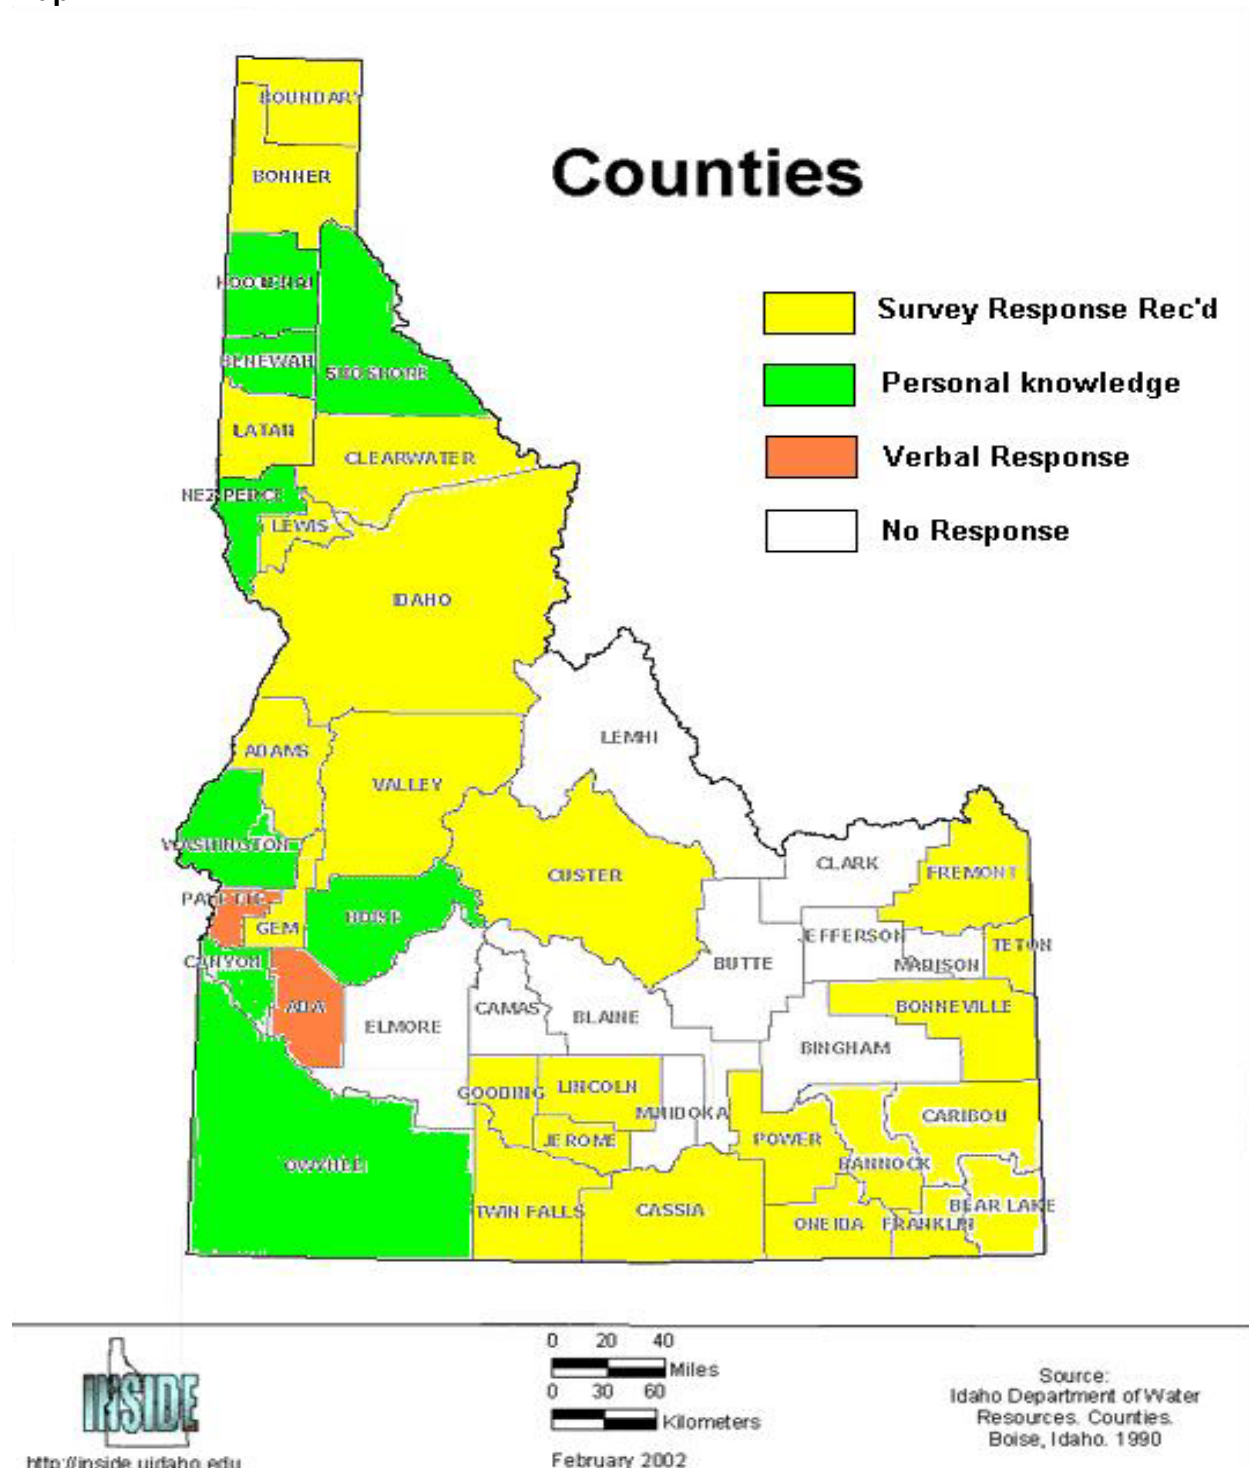 Counties
Survey Response Rec'd
Personal knowledge
Verbal Response
No Response
BOUNDARY
BONNER
KOOTENAI
BENEWAH
SHOSHONE
LATAH
CLEARWATER
NEZ PERCE
LEWIS
IDAHO
LEMHI
ADAMS
VALLEY
WASHINGTON
CUSTER
CLARK
FREMONT
PAYETTE
GEM
BOISE
JEFFERSON
TETON
CANYON
BUTTE
MADISON
ADA
CAMAS
BLAINE
BONNEVILLE
ELMORE
BINGHAM
GOODING
LINCOLN
MINIDOKA
CARIBOU
JEROME
POWER
OWYHEE
BANNOCK
TWIN FALLS
CASSIA
ONEIDA
FRANKLIN
BEAR LAKE
0 20 40
Miles
0 30 60
Kilometers
February 2002
INSIDE
http://inside.uidaho.edu
Source:
Idaho Department of Water
Resources. Counties.
Boise, Idaho. 1990